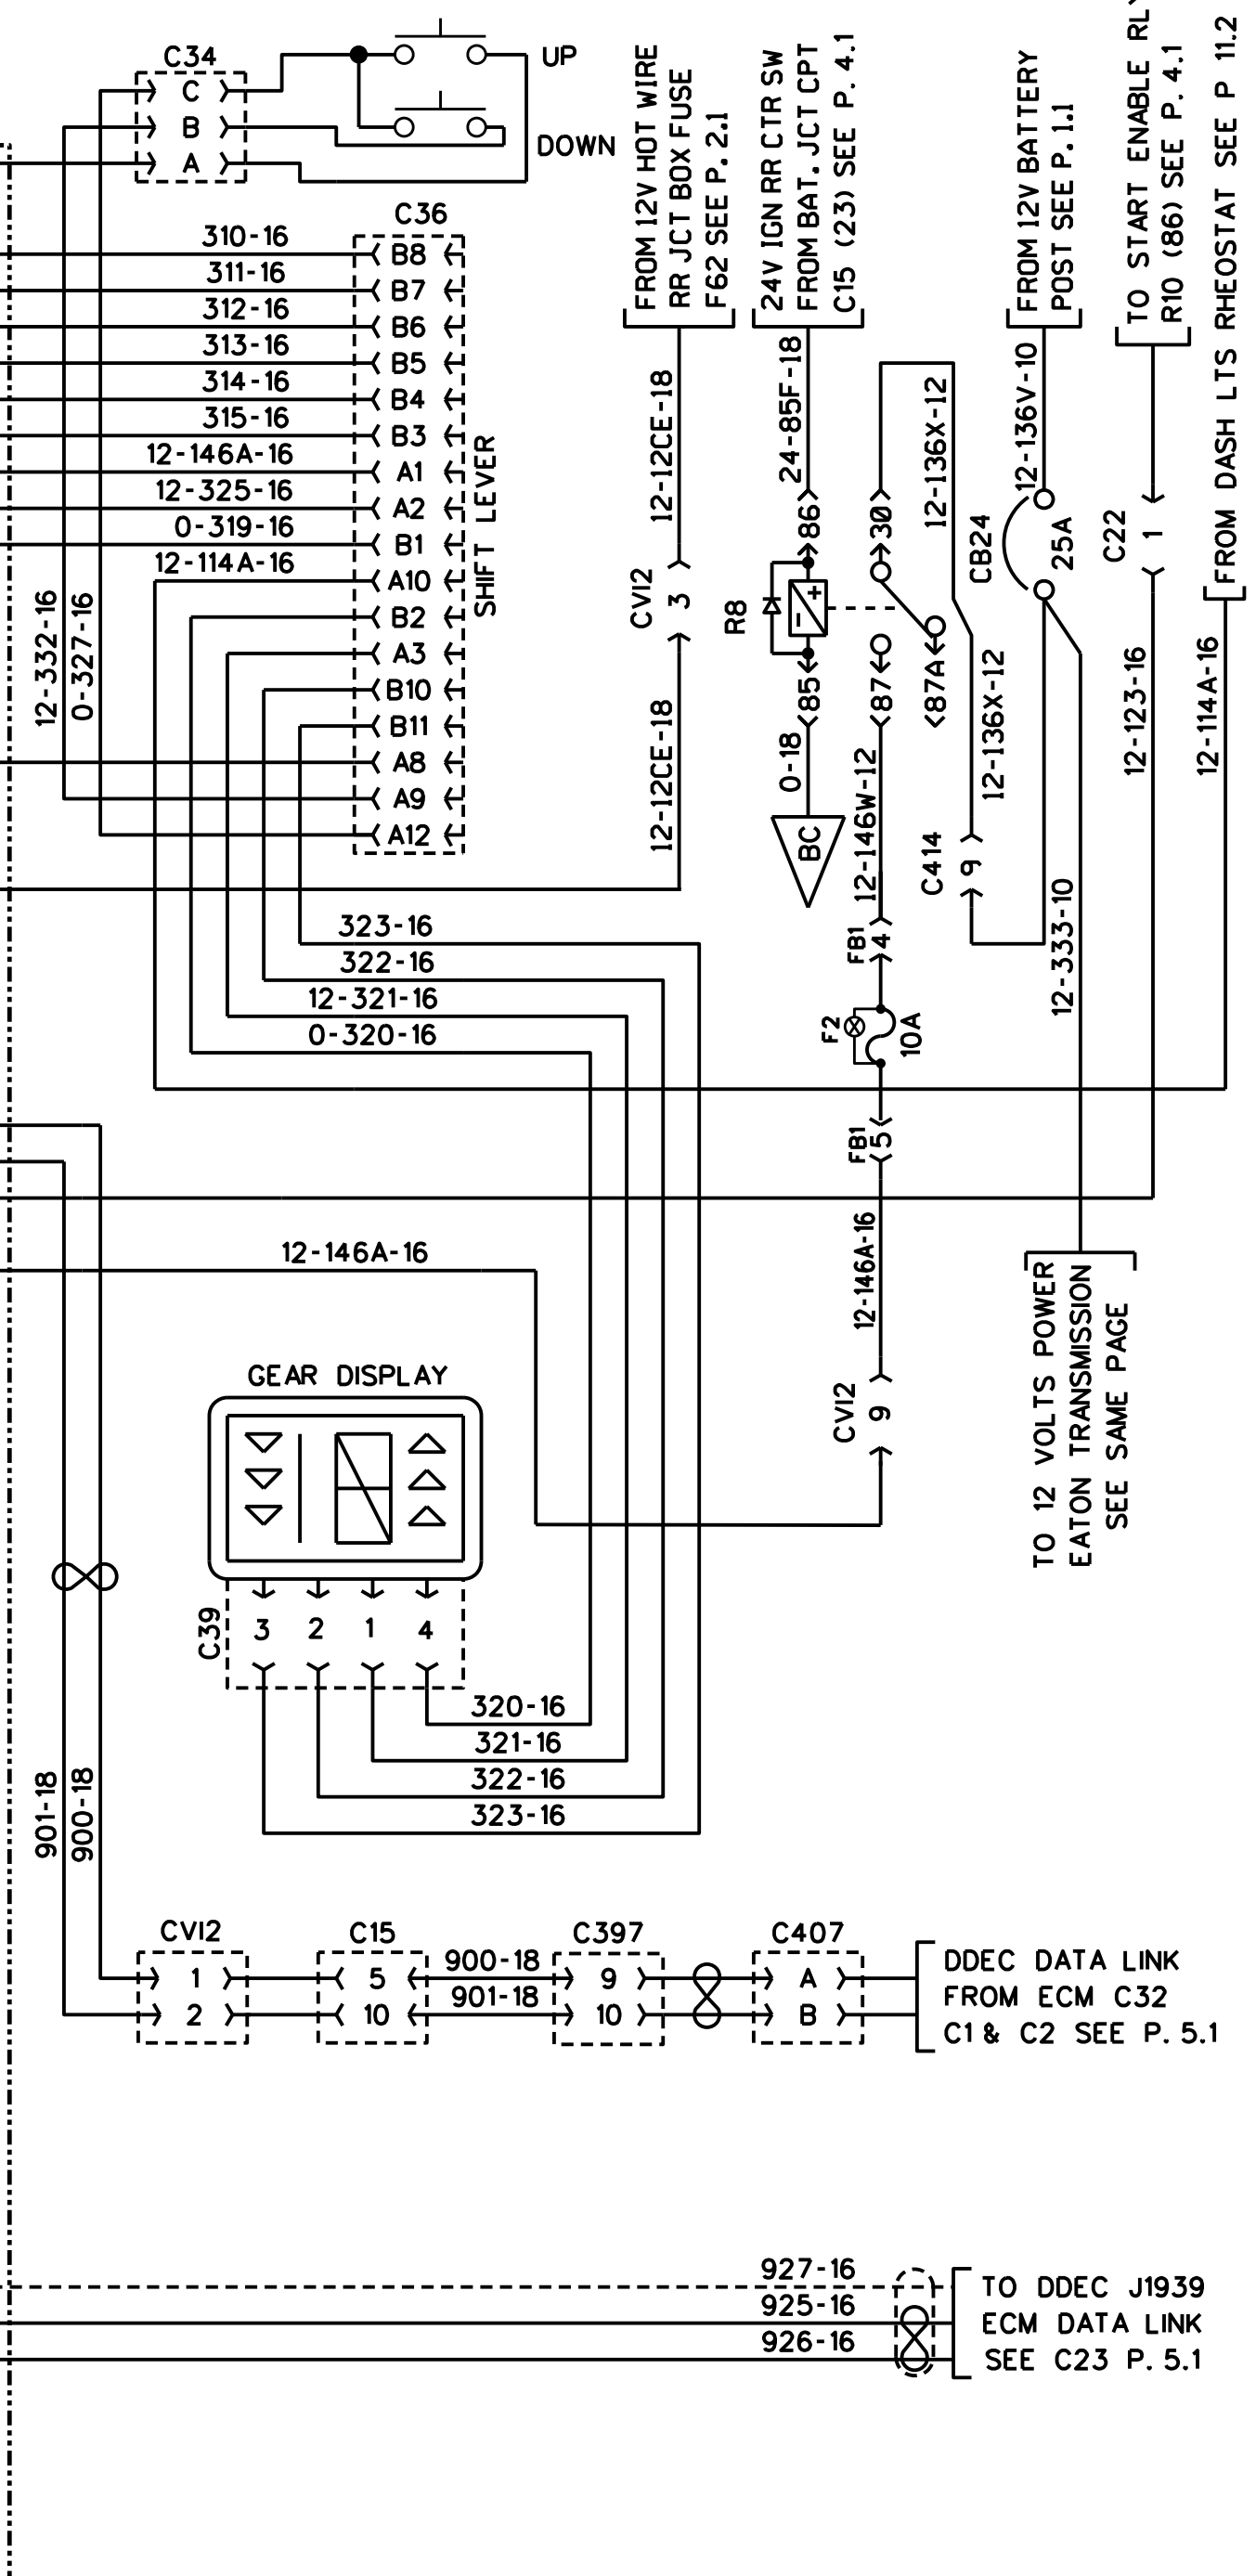 C34
C
B
A
UP
DOWN
FROM 12V HOT WIRE
RR JCT BOX FUSE
F62 SEE P. 2.1
24V IGN RR CTR SW
FROM BAT. JCT CPT
C15 (23) SEE P. 4.1
FROM 12V BATTERY
POST SEE P. 1.1
TO START ENABLE RLY
R10 (86) SEE P. 4.1
FROM DASH LTS RHEOSTAT SEE P 11.2
C36
310-16
B8
311-16
B7
312-16
B6
313-16
B5
314-16
B4
315-16
B3
12-146A-16
A1
12-325-16
A2
0-319-16
B1
12-114A-16
A10
B2
A3
B10
B11
A8
A9
A12
SHIFT LEVER
12-332-16
0-327-16
12-12CE-18
CVI2
3
12-12CE-18
24-85F-18
86
R8
+
-
85
0-18
BC
30
87
87A
12-136X-12
12-136X-12
12-146W-12
C414
9
12-136V-10
CB24
25A
12-333-10
C22
1
12-123-16
12-114A-16
323-16
322-16
12-321-16
0-320-16
FB1
4
F2
10A
FB1
5
12-146A-16
12-146A-16
CVI2
9
TO 12 VOLTS POWER
EATON TRANSMISSION
SEE SAME PAGE
GEAR DISPLAY
C39
3 2 1 4
320-16
321-16
322-16
323-16
901-18
900-18
CVI2
1
2
C15
5
10
900-18
901-18
C397
9
10
C407
A
B
DDEC DATA LINK
FROM ECM C32
C1 & C2 SEE P. 5.1
927-16
925-16
926-16
TO DDEC J1939
ECM DATA LINK
SEE C23 P. 5.1